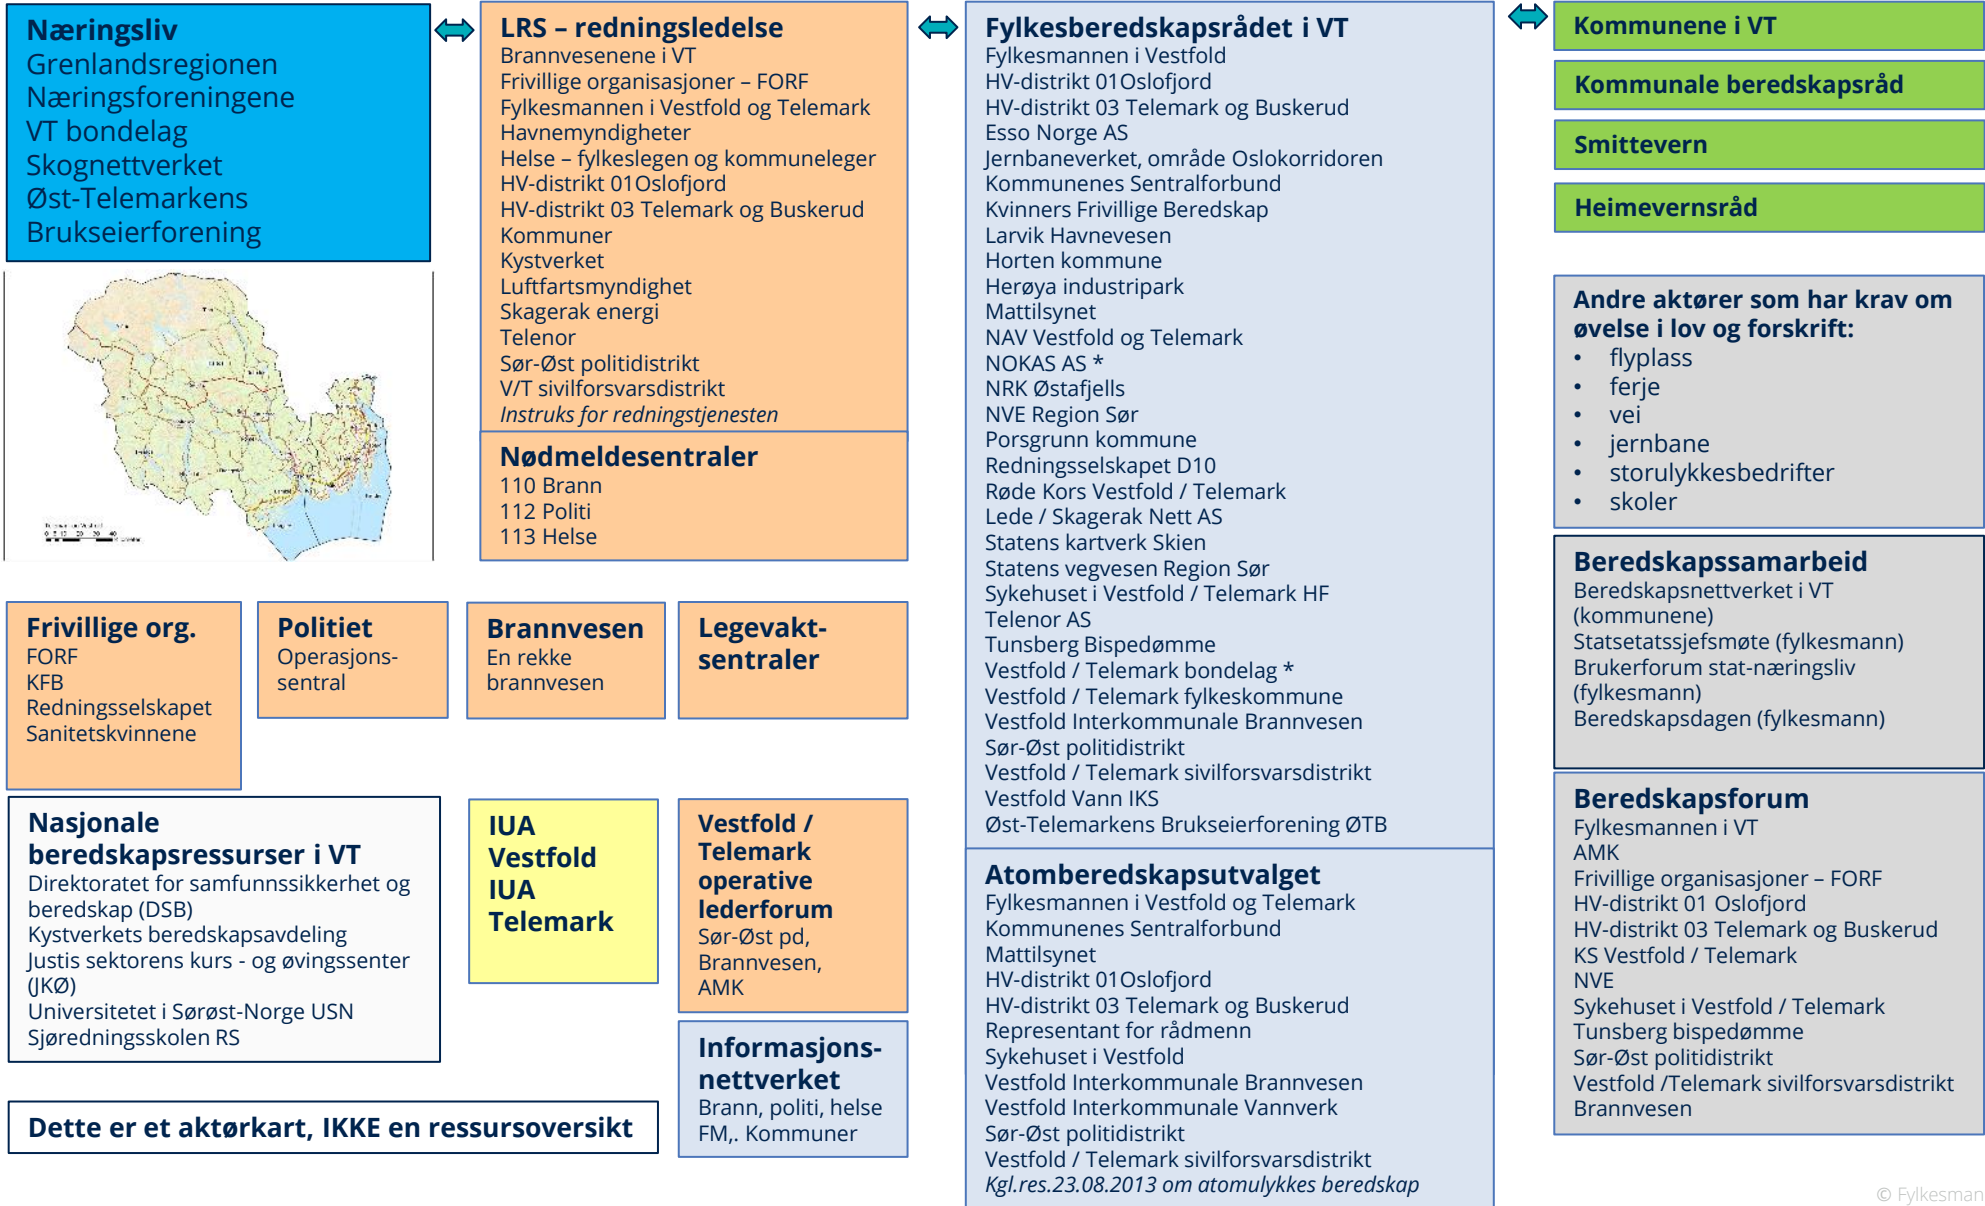 Næringsliv
Grenlandsregionen
Næringsforeningene
VT bondelag
Skognettverket
Øst-Telemarkens
Brukseierforening
LRS – redningsledelse
Brannvesenene i VT
Frivillige organisasjoner – FORF
Fylkesmannen i Vestfold og Telemark
Havnemyndigheter
Helse – fylkeslegen og kommuneleger
HV-distrikt 01Oslofjord
HV-distrikt 03 Telemark og Buskerud
Kommuner
Kystverket
Luftfartsmyndighet
Skagerak energi
Telenor
Sør-Øst politidistrikt
V/T sivilforsvarsdistrikt
Instruks for redningstjenesten
Nødmeldesentraler
110 Brann
112 Politi
113 Helse
Frivillige org.
FORF
KFB
Redningsselskapet
Sanitetskvinnene
Politiet
Operasjons-
sentral
Brannvesen
En rekke
brannvesen
Legevakt-
sentraler
Nasjonale
beredskapsressurser i VT
Direktoratet for samfunnssikkerhet og
beredskap (DSB)
Kystverkets beredskapsavdeling
Justis sektorens kurs - og øvingssenter
(JKØ)
Universitetet i Sørøst-Norge USN
Sjøredningsskolen RS
IUA
Vestfold
IUA
Telemark
Vestfold /
Telemark
operative
lederforum
Sør-Øst pd,
Brannvesen,
AMK
Informasjons-
nettverket
Brann, politi, helse
FM,. Kommuner
Dette er et aktørkart, IKKE en ressursoversikt
Fylkesberedskapsrådet i VT
Fylkesmannen i Vestfold
HV-distrikt 01Oslofjord
HV-distrikt 03 Telemark og Buskerud
Esso Norge AS
Jernbaneverket, område Oslokorridoren
Kommunenes Sentralforbund
Kvinners Frivillige Beredskap
Larvik Havnevesen
Horten kommune
Herøya industripark
Mattilsynet
NAV Vestfold og Telemark
NOKAS AS *
NRK Østafjells
NVE Region Sør
Porsgrunn kommune
Redningsselskapet D10
Røde Kors Vestfold / Telemark
Lede / Skagerak Nett AS
Statens kartverk Skien
Statens vegvesen Region Sør
Sykehuset i Vestfold / Telemark HF
Telenor AS
Tunsberg Bispedømme
Vestfold / Telemark bondelag *
Vestfold / Telemark fylkeskommune
Vestfold Interkommunale Brannvesen
Sør-Øst politidistrikt
Vestfold / Telemark sivilforsvarsdistrikt
Vestfold Vann IKS
Øst-Telemarkens Brukseierforening ØTB
Atomberedskapsutvalget
Fylkesmannen i Vestfold og Telemark
Kommunenes Sentralforbund
Mattilsynet
HV-distrikt 01Oslofjord
HV-distrikt 03 Telemark og Buskerud
Representant for rådmenn
Sykehuset i Vestfold
Vestfold Interkommunale Brannvesen
Vestfold Interkommunale Vannverk
Sør-Øst politidistrikt
Vestfold / Telemark sivilforsvarsdistrikt
Kgl.res.23.08.2013 om atomulykkes beredskap
Kommunene i VT
Kommunale beredskapsråd
Smittevern
Heimevernsråd
Andre aktører som har krav om
øvelse i lov og forskrift:
• flyplass
• ferje
• vei
• jernbane
• storulykkesbedrifter
• skoler
Beredskapssamarbeid
Beredskapsnettverket i VT
(kommunene)
Statsetatssjefsmøte (fylkesmann)
Brukerforum stat-næringsliv
(fylkesmann)
Beredskapsdagen (fylkesmann)
Beredskapsforum
Fylkesmannen i VT
AMK
Frivillige organisasjoner – FORF
HV-distrikt 01 Oslofjord
HV-distrikt 03 Telemark og Buskerud
KS Vestfold / Telemark
NVE
Sykehuset i Vestfold / Telemark
Tunsberg bispedømme
Sør-Øst politidistrikt
Vestfold /Telemark sivilforsvarsdistrikt
Brannvesen
© Fylkesman